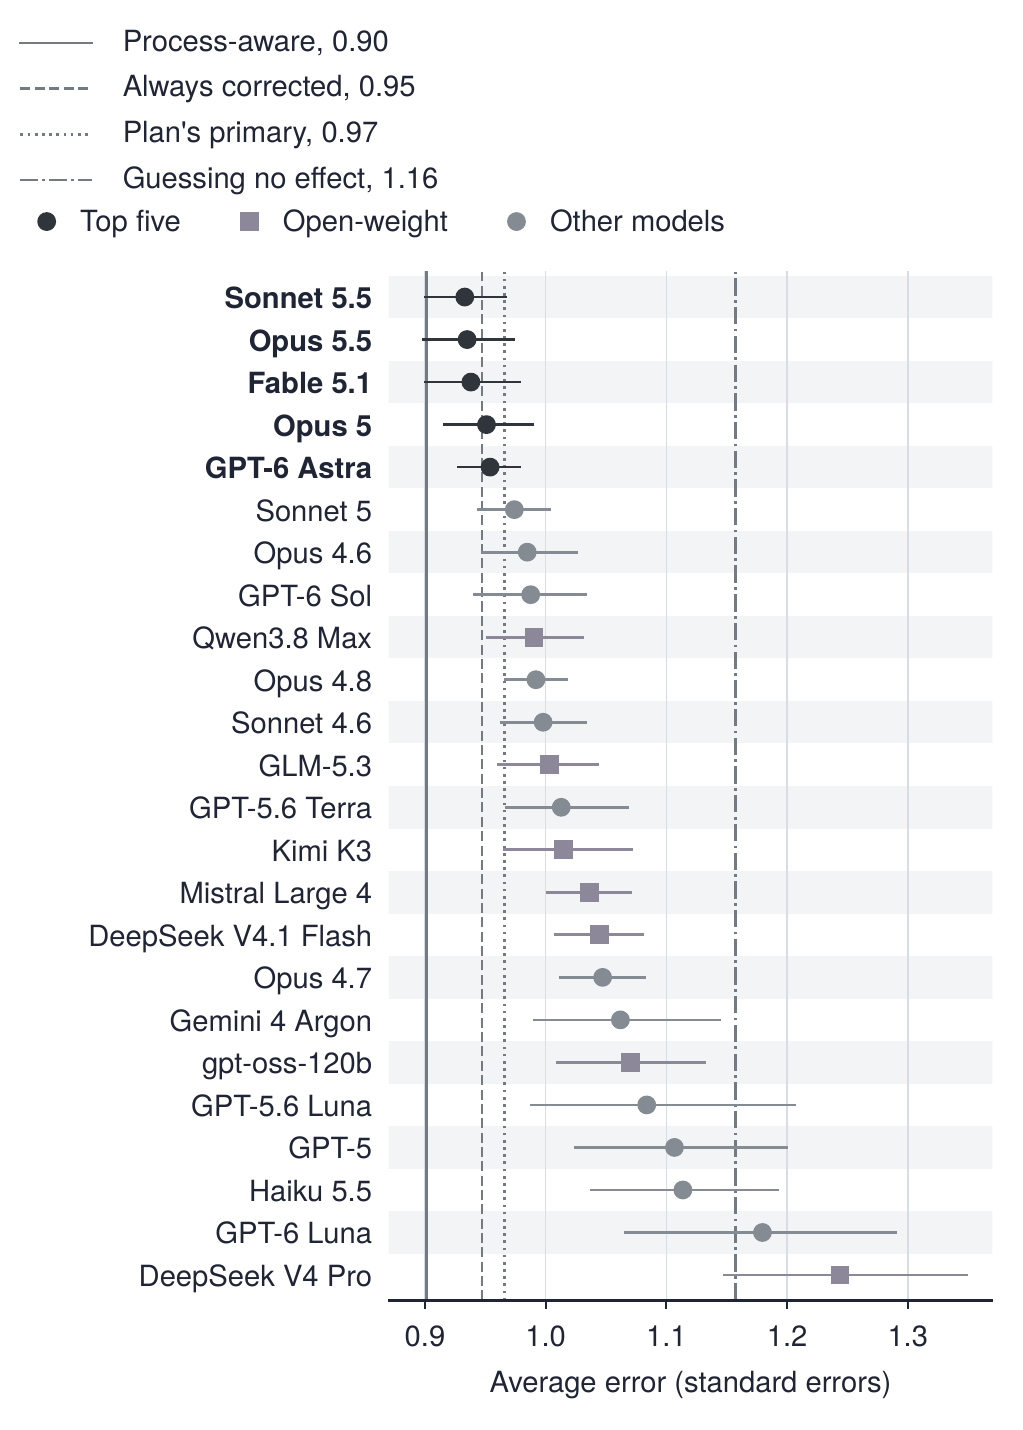 Process-aware, 0.90
Always corrected, 0.95
Plan's primary, 0.97
Guessing no effect, 1.16
Top five Open-weight Other models
Sonnet 5.5
Opus 5.5
Fable 5.1
Opus 5
GPT-6 Astra
Sonnet 5
Opus 4.6
GPT-6 Sol
Qwen3.8 Max
Opus 4.8
Sonnet 4.6
GLM-5.3
GPT-5.6 Terra
Kimi K3
Mistral Large 4
DeepSeek V4.1 Flash
Opus 4.7
Gemini 4 Argon
gpt-oss-120b
GPT-5.6 Luna
GPT-5
Haiku 5.5
GPT-6 Luna
DeepSeek V4 Pro
0.9 1.0 1.1 1.2 1.3
Average error (standard errors)